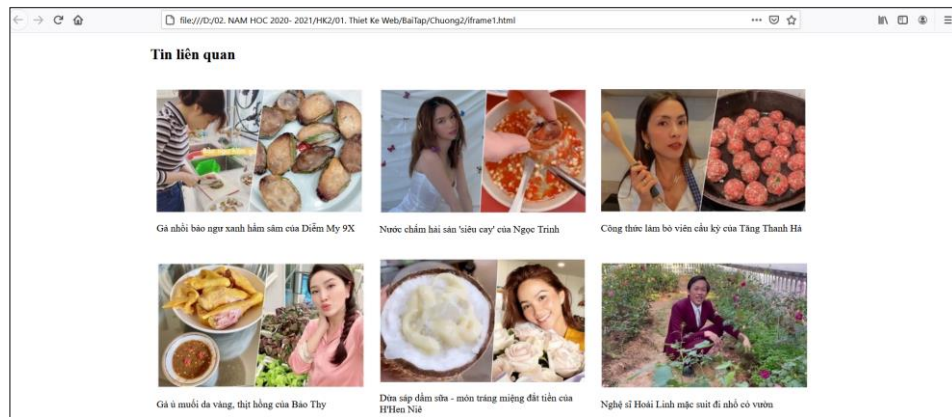 file:///D:/02. NAM HOC 2020- 2021/HK2/01. Thiet Ke Web/BaiTap/Chuong2/iframe1.html
Tin liên quan
Gà nhồi bào ngư xanh hầm sâm của Diễm My 9X
Nước chấm hải sản 'siêu cay' của Ngọc Trinh
Công thức làm bò viên cầu kỳ của Tăng Thanh Hà
Gà ủ muối da vàng, thịt hồng của Bảo Thy
Dừa sáp dầm sữa - món tráng miệng đắt tiền của
H'Hen Niê
Nghệ sĩ Hoài Linh mặc suit đi nhổ cỏ vườn